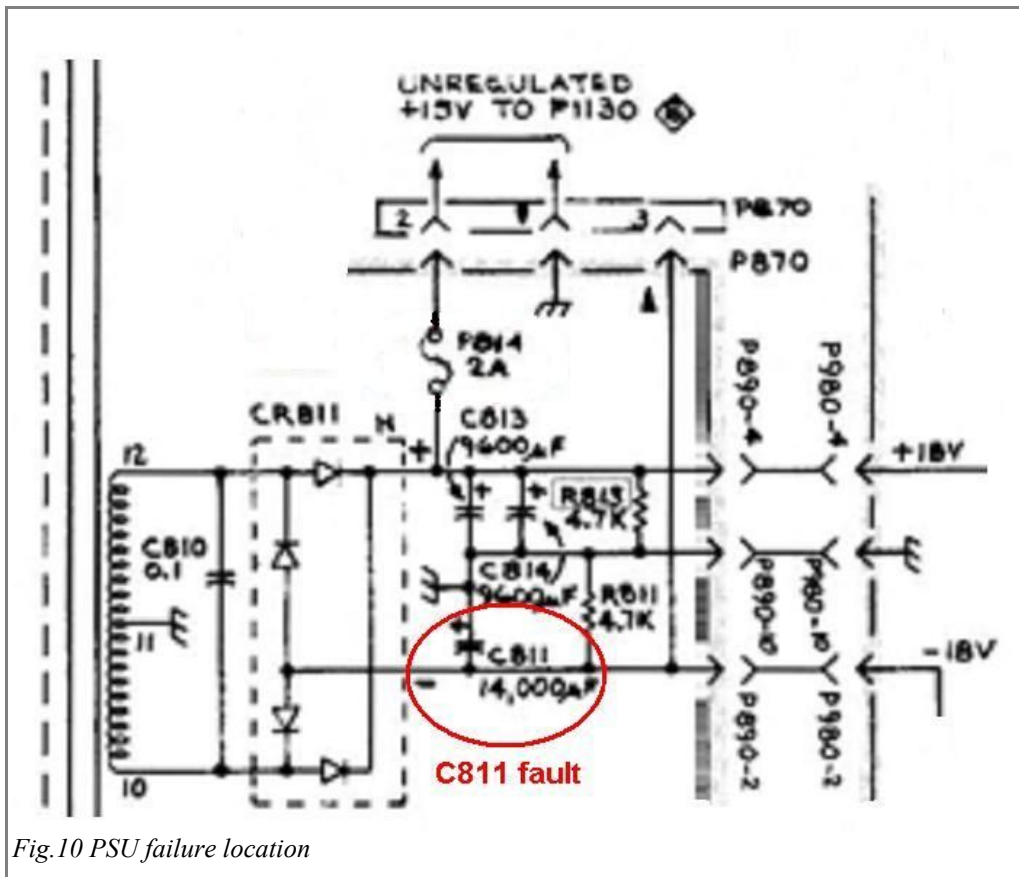 UNREGULATED
+15V TO P1130
2
3
P870
P870
F814
2A
P890-4
P980-4
CR811
C813
9600µF
+
+18V
12
+
+
R813
4.7K
C810
0.1
C814
9600µF
R811
4.7K
P890-10
P980-10
11
+
C811
14,000µF
-
-18V
P890-2
P980-2
10
C811 fault
Fig.10 PSU failure location